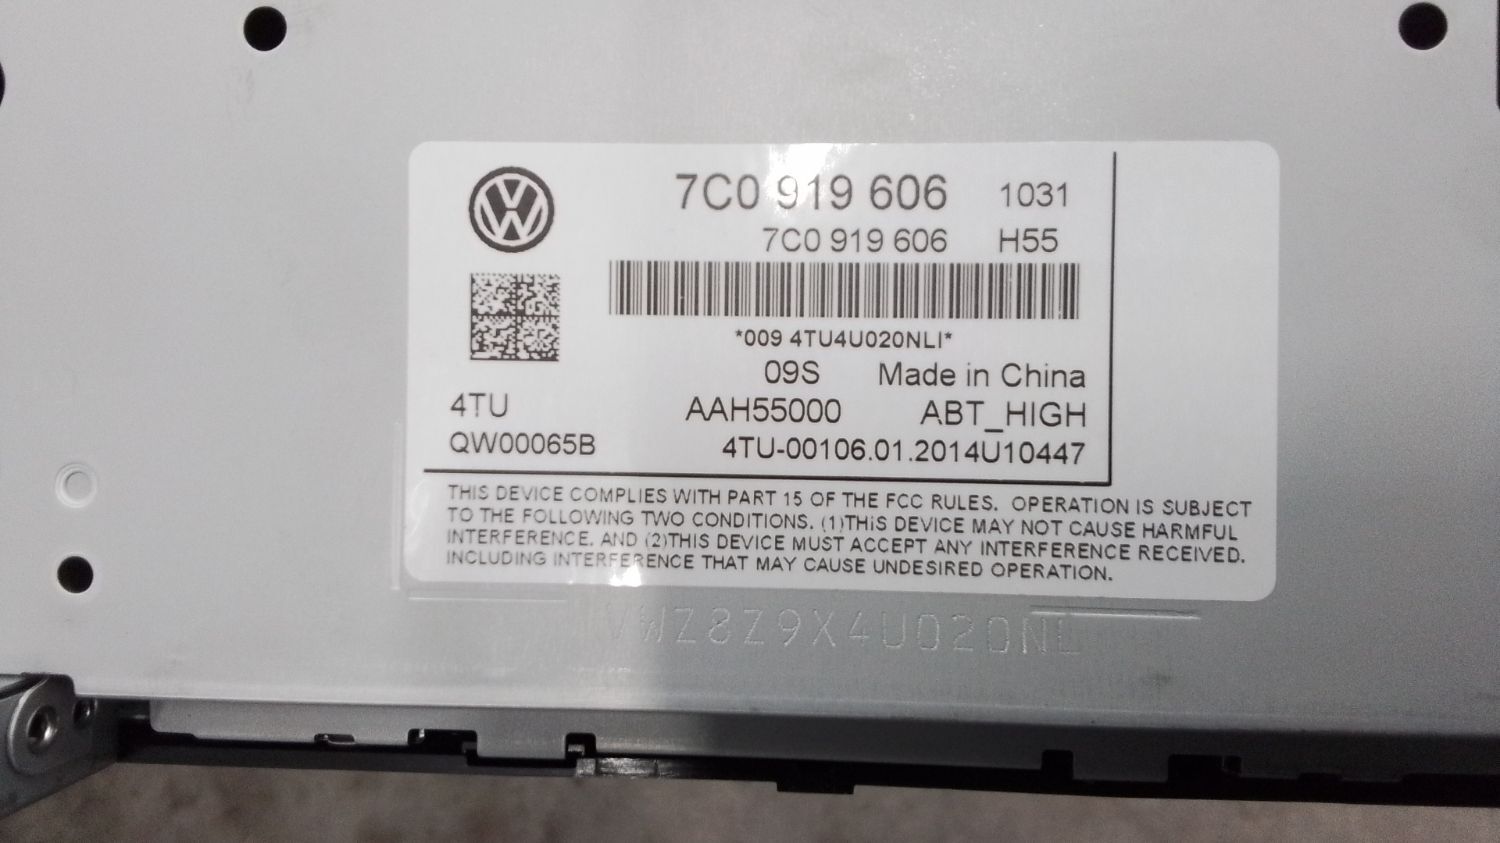 7C0 919 606 1031
7C0 919 606 H55
*009 4TU4U020NLI*
09S Made in China
4TU AAH55000 ABT_HIGH
QW00065B 4TU-00106.01.2014U10447
THIS DEVICE COMPLIES WITH PART 15 OF THE FCC RULES. OPERATION IS SUBJECT
TO THE FOLLOWING TWO CONDITIONS. (1)THiS DEVICE MAY NOT CAUSE HARMFUL
INTERFERENCE. AND (2)THIS DEVICE MUST ACCEPT ANY INTERFERENCE RECEIVED.
INCLUDING INTERFERENCE THAT MAY CAUSE UNDESIRED OPERATION.
VWZ8Z9X4U020NL